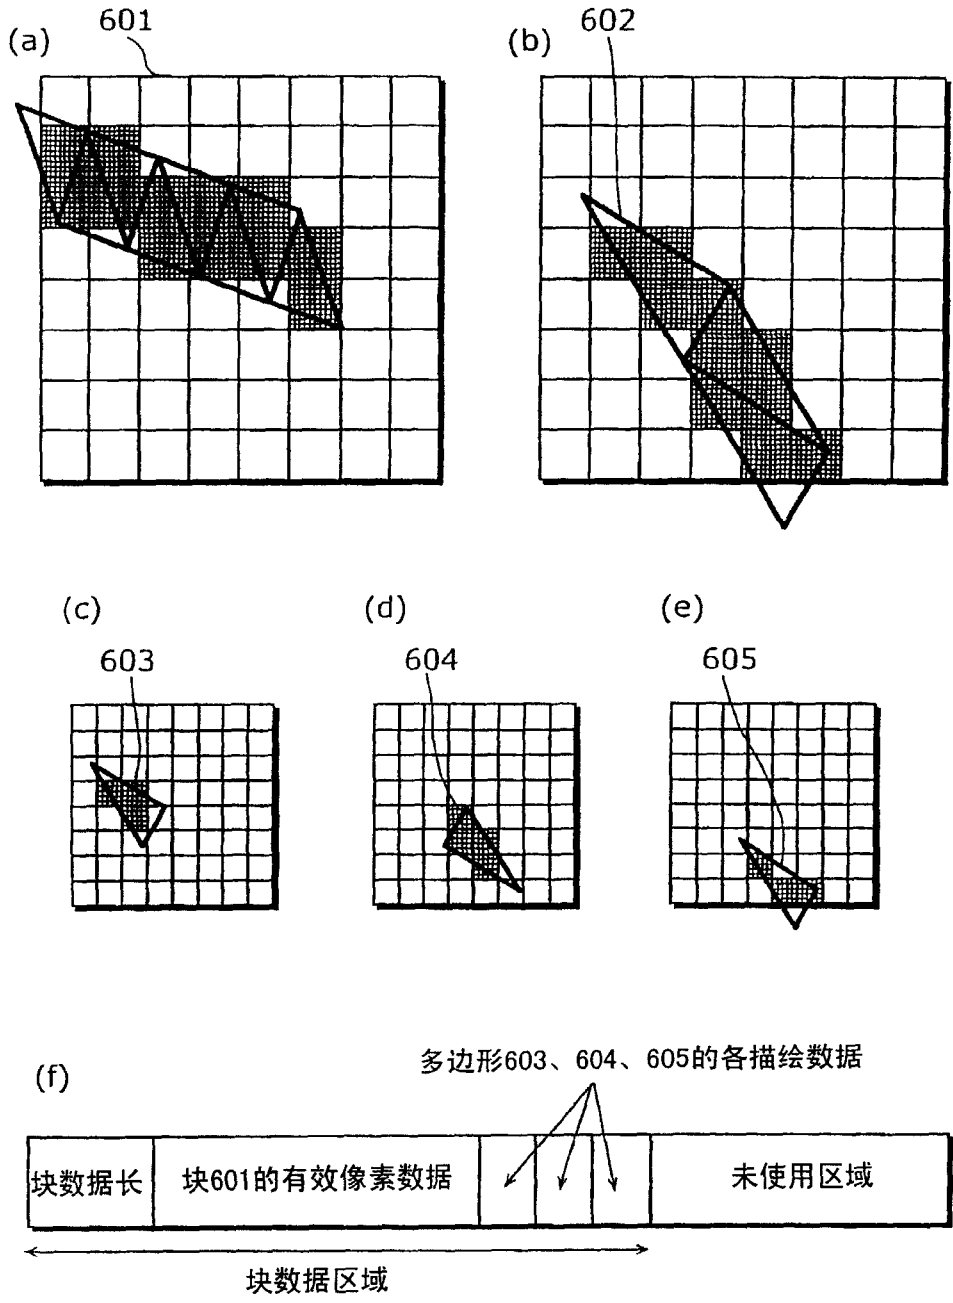 (a)
601
(b)
602
(c)
603
(d)
604
(e)
605
(f)
多边形603、604、605的各描绘数据
块数据长
块601的有效像素数据
未使用区域
块数据区域